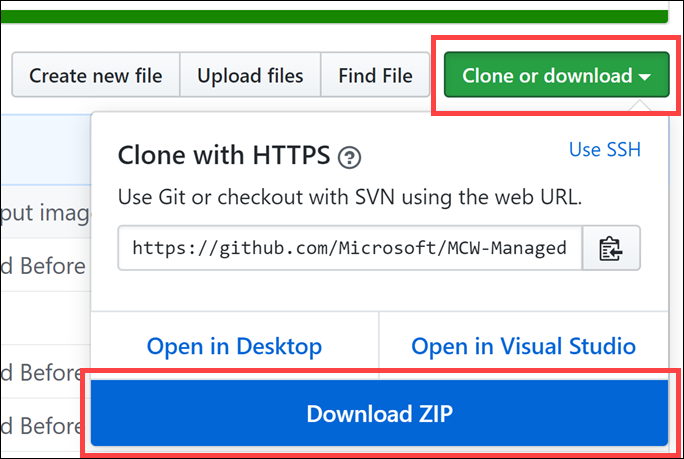 Create new file Upload files Find File Clone or download
Clone with HTTPS ?
Use SSH
Use Git or checkout with SVN using the web URL.
put imag
https://github.com/Microsoft/MCW-Managed
d Before
Open in Desktop Open in Visual Studio
d Before
Download ZIP
d Before